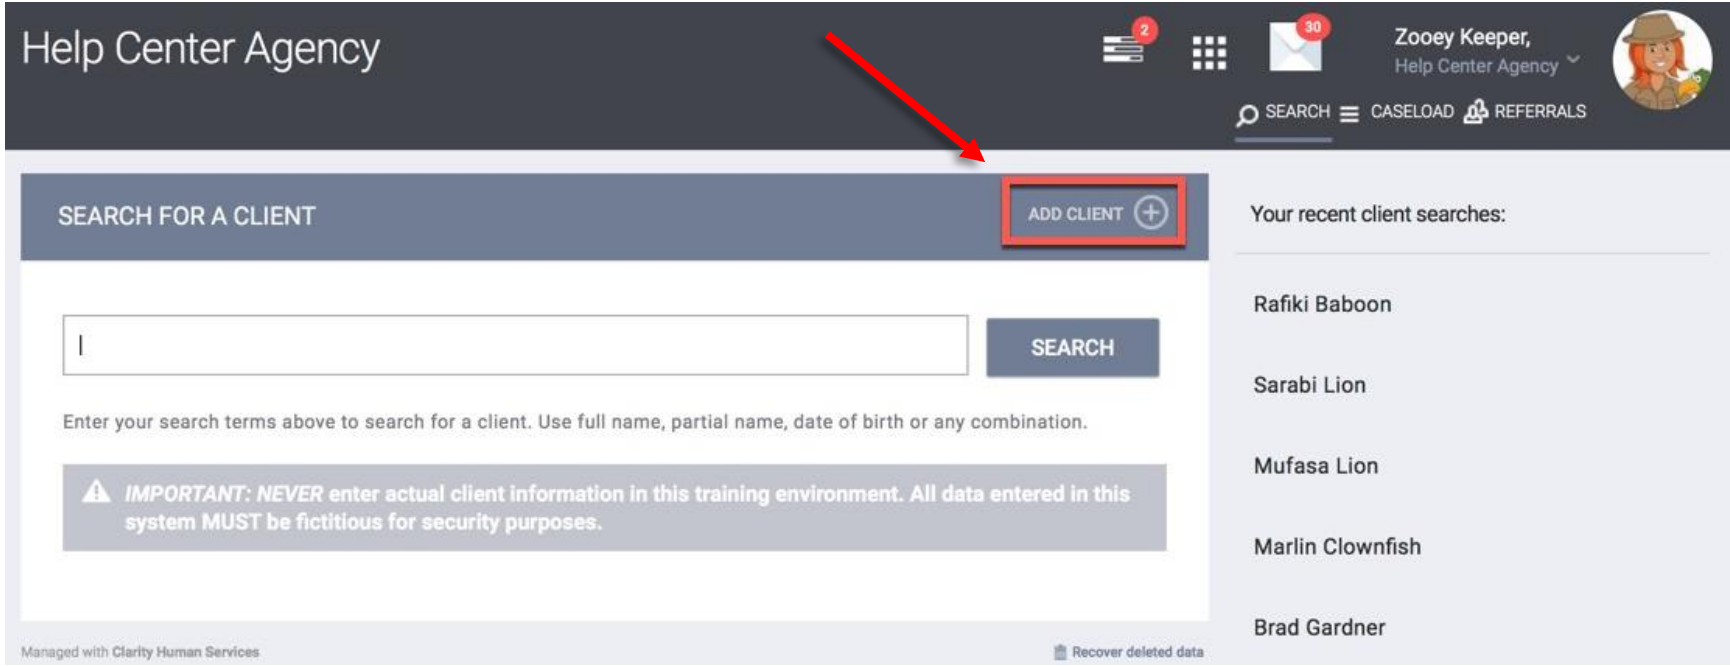 Help Center Agency
2
30
Zooey Keeper,
Help Center Agency
SEARCH
CASELOAD
REFERRALS
SEARCH FOR A CLIENT
ADD CLIENT
SEARCH
Enter your search terms above to search for a client. Use full name, partial name, date of birth or any combination.
IMPORTANT: NEVER enter actual client information in this training environment. All data entered in this
system MUST be fictitious for security purposes.
Managed with Clarity Human Services
Recover deleted data
Your recent client searches:
Rafiki Baboon
Sarabi Lion
Mufasa Lion
Marlin Clownfish
Brad Gardner